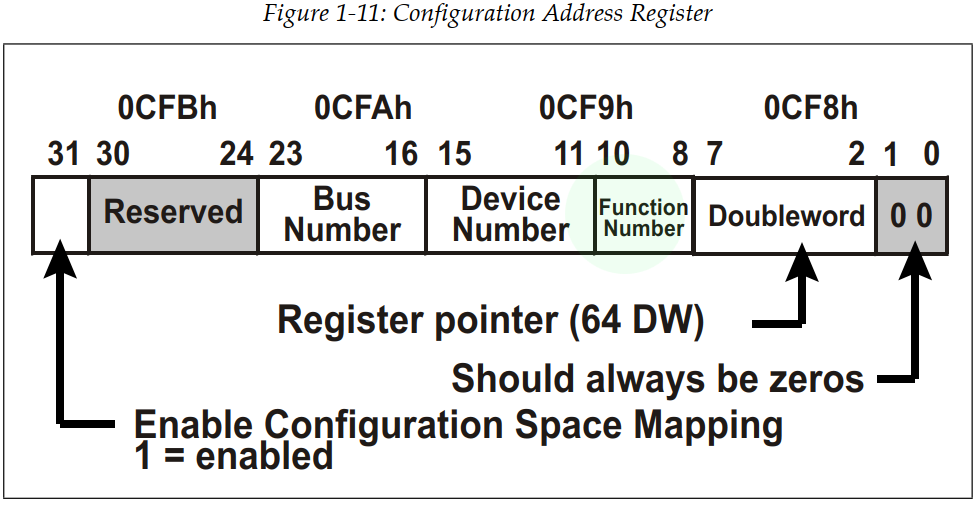 Figure 1-11: Configuration Address Register
0CFBh 0CFAh 0CF9h 0CF8h
31 30 24 23 16 15 11 10 8 7 2 1 0
Reserved
Bus
Number
Device
Number
Function
Number
Doubleword
0 0
Register pointer (64 DW)
Should always be zeros
Enable Configuration Space Mapping
1 = enabled